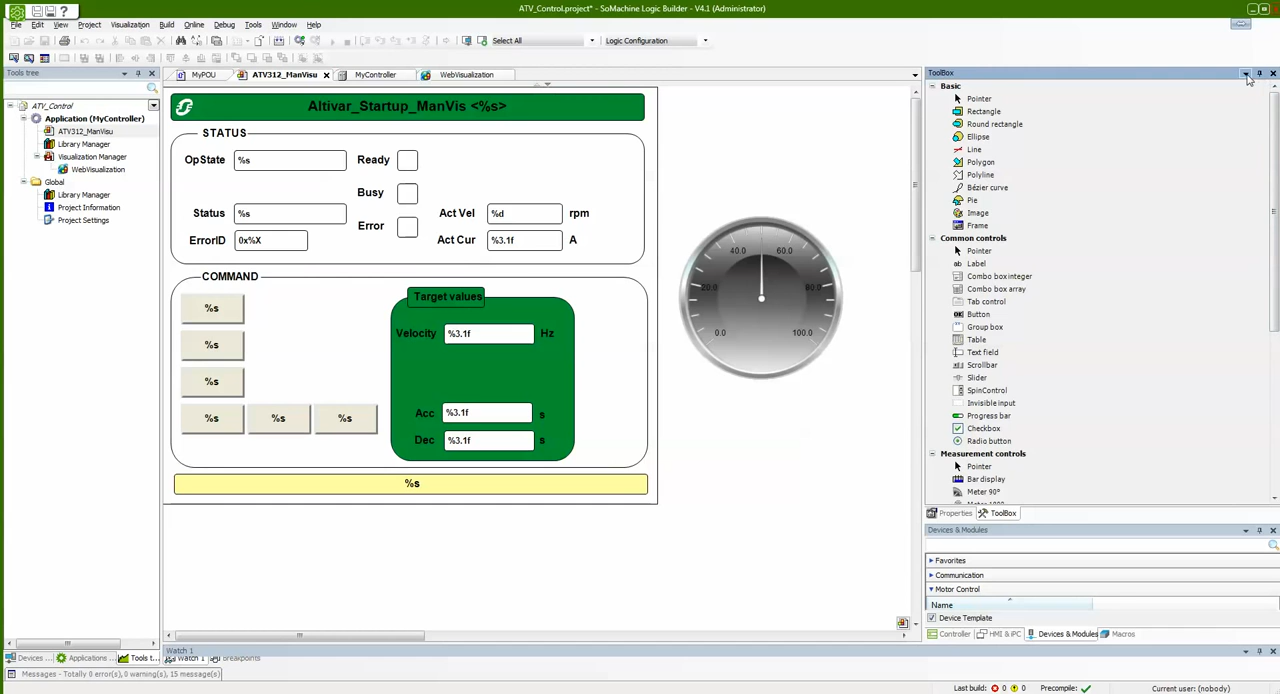 ATV_Control.project* - SoMachine Logic Builder - V4.1 (Administrator)
File Edit View Project Visualization Build Online Debug Tools Window Help
Select All Logic Configuration
Tools tree
MyPOU ATV312_ManVisu MyController WebVisualization
ATV_Control
Application (MyController)
ATV312_ManVisu
Library Manager
Visualization Manager
WebVisualization
Global
Library Manager
Project Information
Project Settings
Altivar_Startup_ManVis <%s>
STATUS
OpState %s Ready
Busy
Status %s Act Vel %d rpm
Error
ErrorID 0x%X Act Cur %3.1f A
COMMAND
%s
%s
%s
%s %s %s
Target values
Velocity %3.1f Hz
Acc %3.1f s
Dec %3.1f s
%s
40.0 60.0
20.0 80.0
0.0 100.0
ToolBox
Basic
Pointer
Rectangle
Round rectangle
Ellipse
Line
Polygon
Polyline
Bézier curve
Pie
Image
Frame
Common controls
Pointer
ab Label
Combo box integer
Combo box array
Tab control
OK Button
Group box
Table
Text field
Scrollbar
Slider
SpinControl
Invisible input
Progress bar
Checkbox
Radio button
Measurement controls
Pointer
Bar display
Meter 90°
Properties ToolBox
Devices & Modules
Favorites
Communication
Motor Control
Name
Device Template
Controller HMI & iPC Devices & Modules Macros
Watch 1
Devices ... Applications ... Tools t... Watch 1 Breakpoints
Messages - Totally 0 error(s), 0 warning(s), 15 message(s)
Last build: 0 0 Precompile: Current user: (nobody)